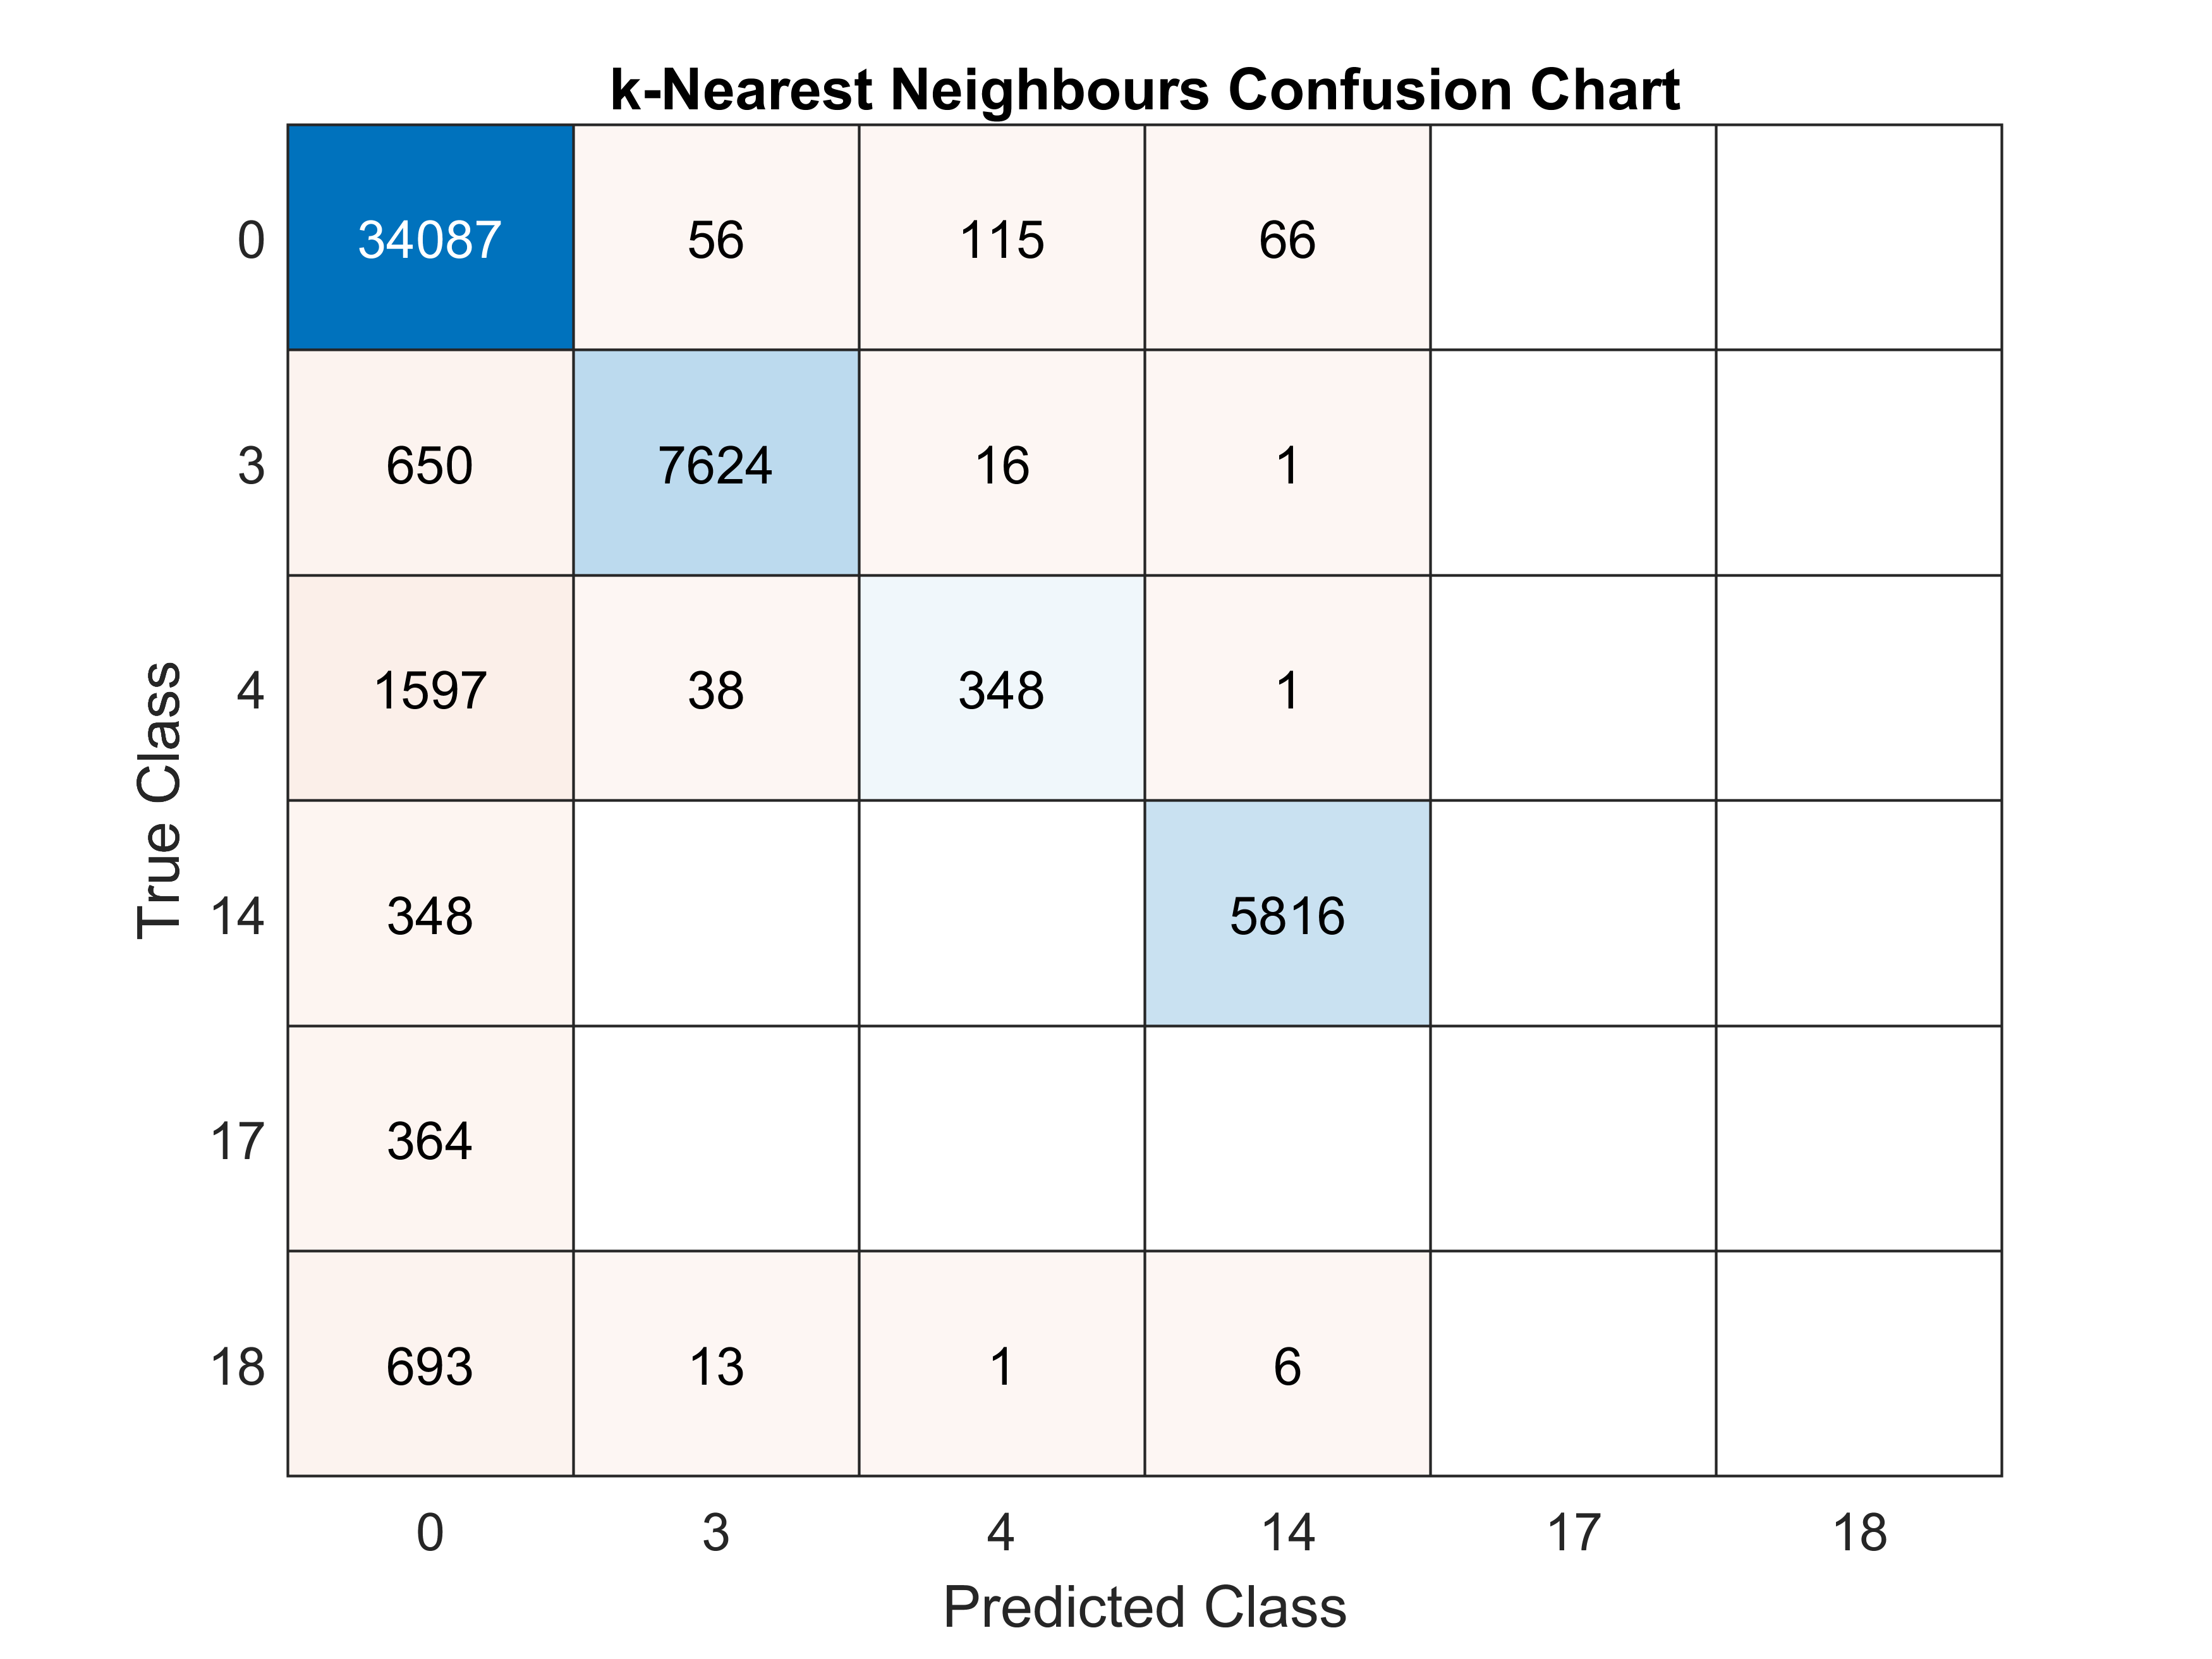 k-Nearest Neighbours Confusion Chart
0 34087 56 115 66
3 650 7624 16 1
4 1597 38 348 1
14 348 5816
17 364
18 693 13 1 6
0 3 4 14 17 18
True Class
Predicted Class